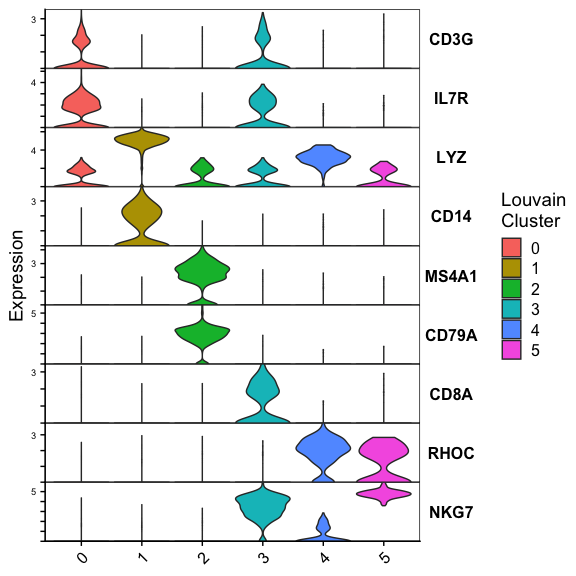 3
CD3G
4
IL7R
4
LYZ
3
CD14
3
MS4A1
5
CD79A
3
CD8A
3
RHOC
5
NKG7
Expression
0 1 2 3 4 5
Louvain
Cluster
0
1
2
3
4
5